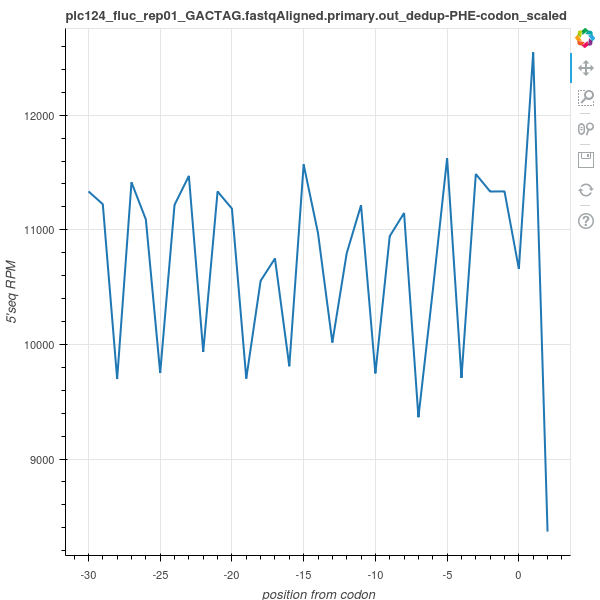 plc124_fluc_rep01_GACTAG.fastqAligned.primary.out_dedup-PHE-codon_scaled
12000
11000
10000
9000
5'seq RPM
-30 -25 -20 -15 -10 -5 0
position from codon